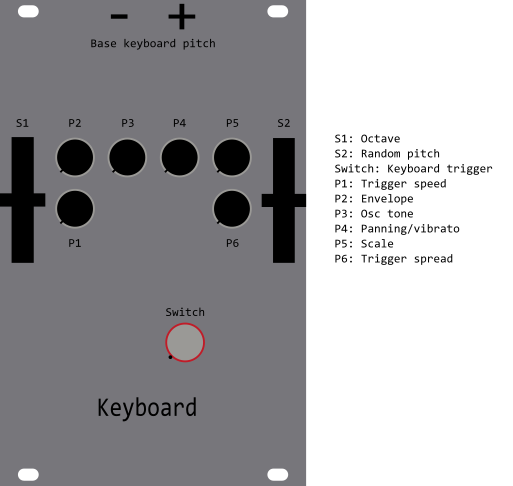 - +
Base keyboard pitch
S1 P2 P3 P4 P5 S2
P1 P6
Switch
Keyboard
S1: Octave
S2: Random pitch
Switch: Keyboard trigger
P1: Trigger speed
P2: Envelope
P3: Osc tone
P4: Panning/vibrato
P5: Scale
P6: Trigger spread